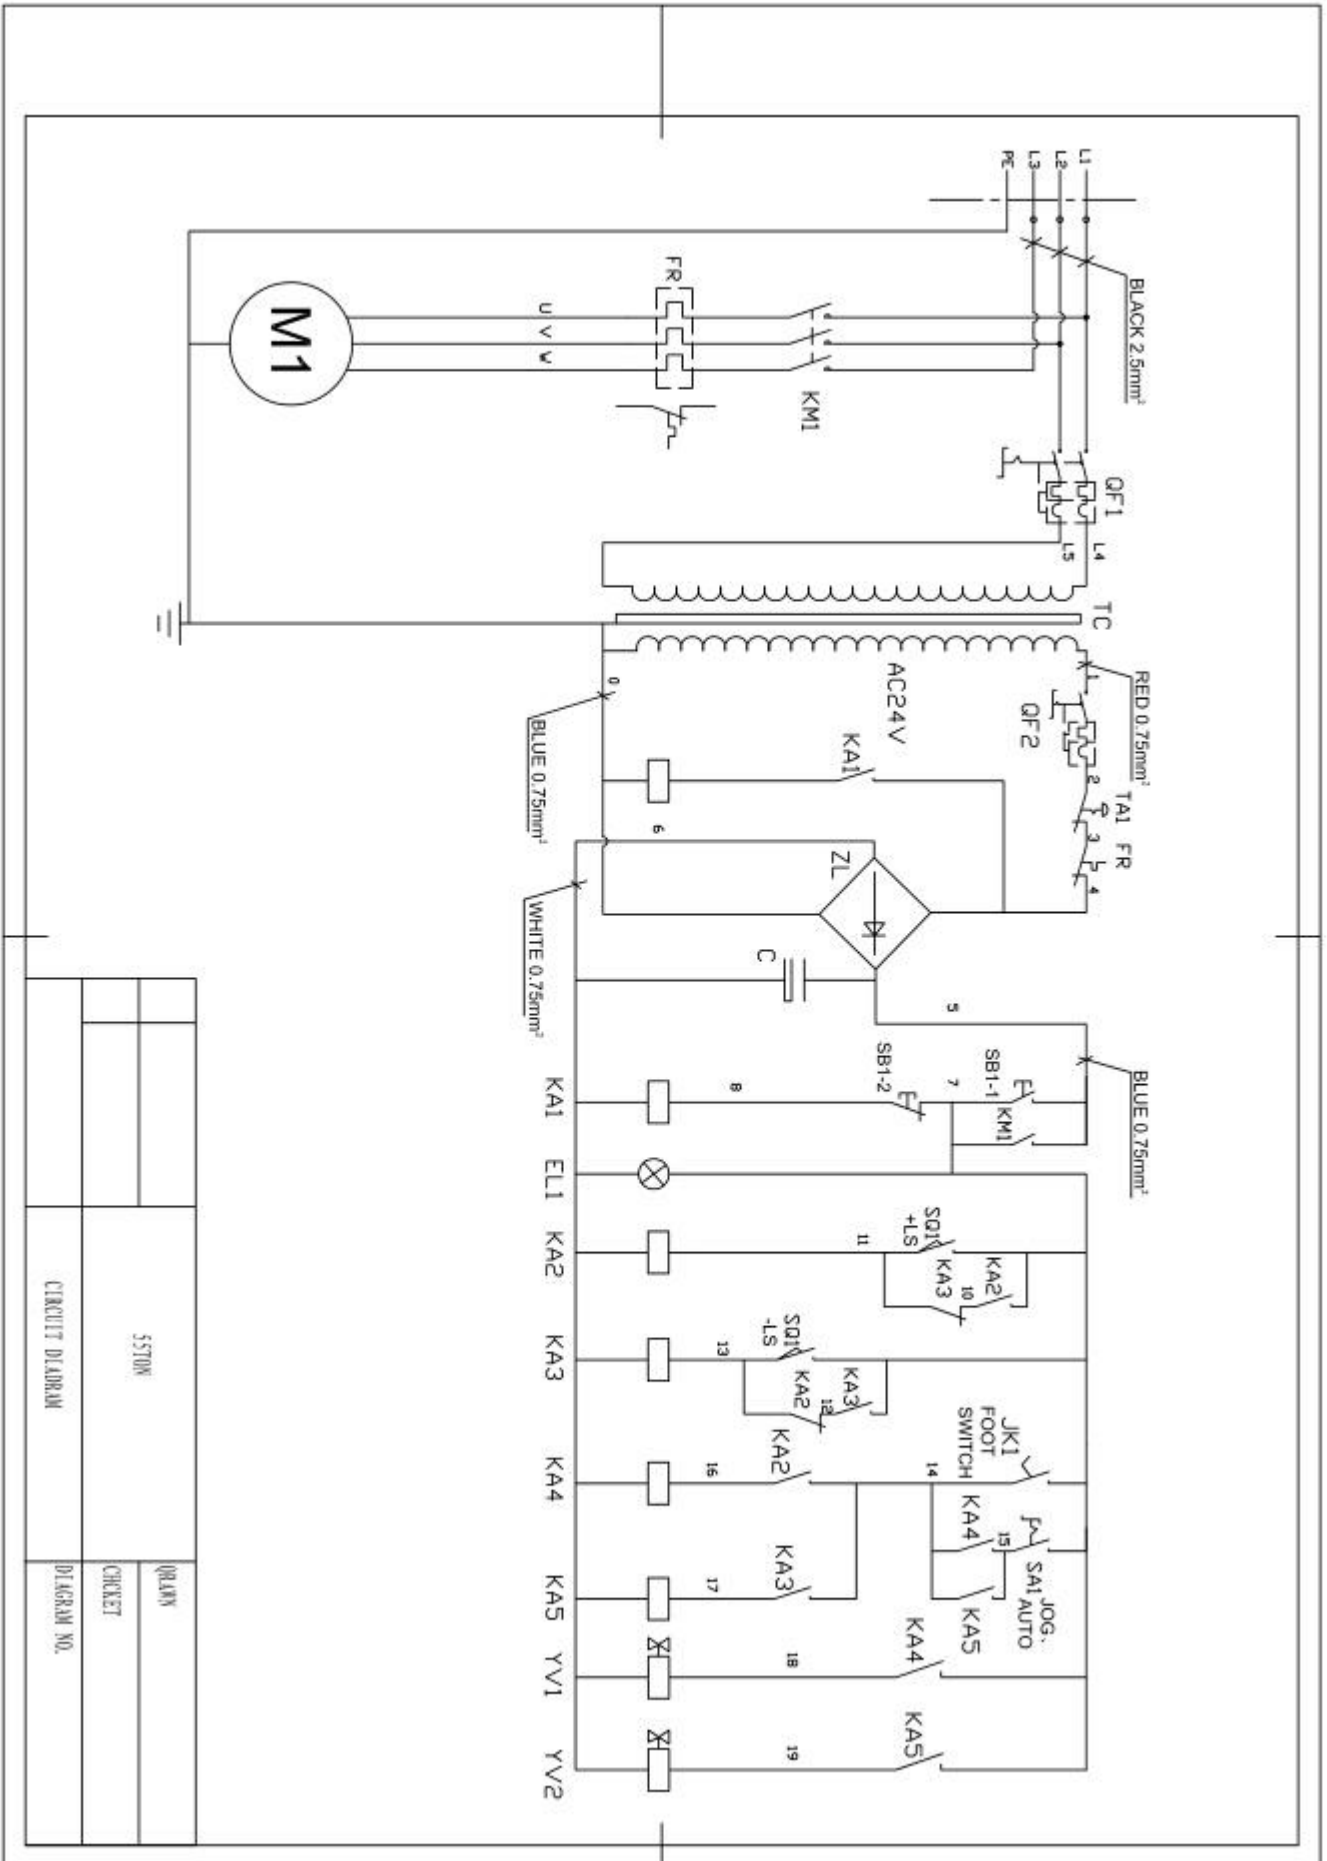 L1
L2
L3
PE
BLACK 2.5mm²
FR
U
V
W
M1
KM1
QF1
L4
L5
TC
RED 0.75mm²
1
0
AC24V
QF2
BLUE 0.75mm²
KA1
2
TA1
3
FR
4
6
ZL
WHITE 0.75mm²
C
5
BLUE 0.75mm²
SB1-1
KM1
7
SB1-2
8
KA1
EL1
SQ1
+LS
KA2
10
KA3
11
KA2
SQ1
-LS
KA3
12
KA2
13
KA3
JK1
FOOT
SWITCH
14
KA4
15
SA1
JOG、
AUTO
KA5
KA2
16
KA4
KA3
17
KA5
KA4
18
YV1
KA5
19
YV2
55TON
CIRCUIT DIADRAM
QRAWN
CHCKET
DIAGRAM NO.